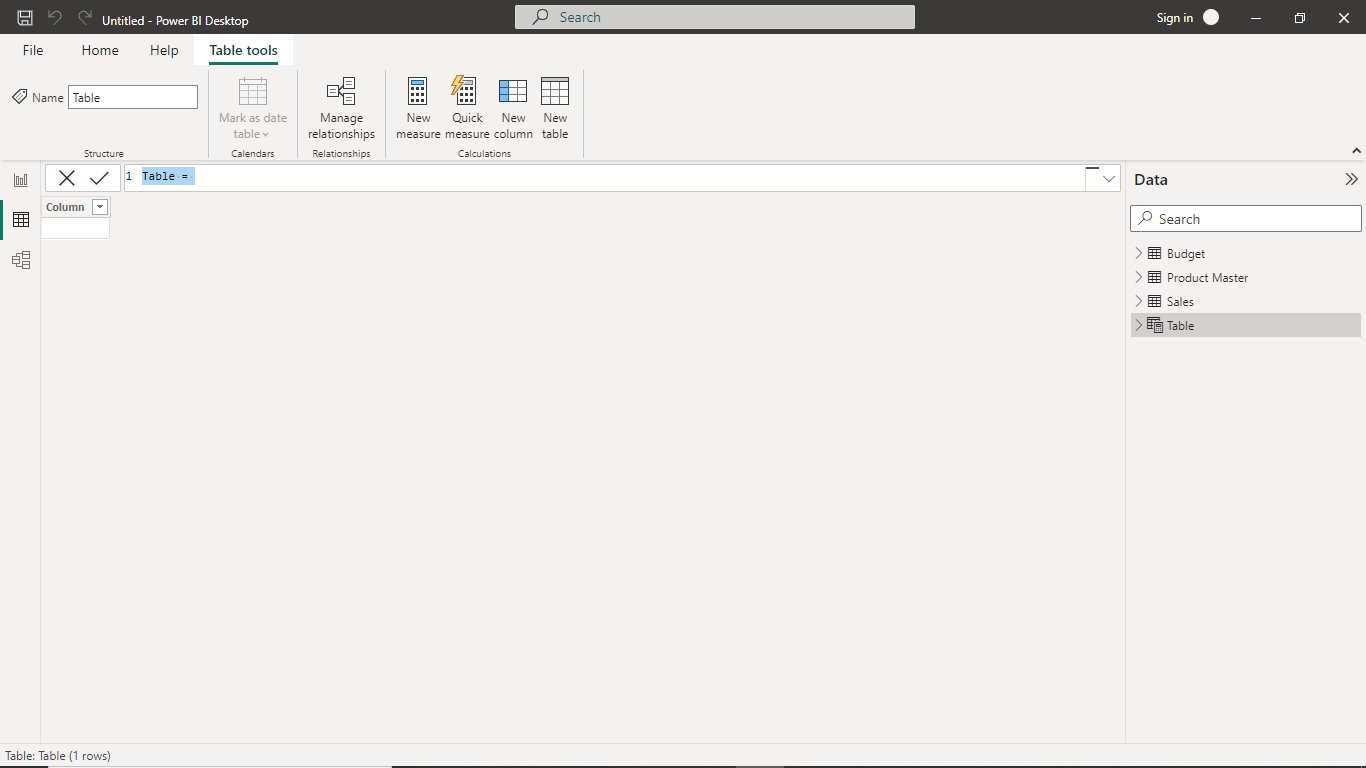 Untitled - Power BI Desktop
Search
Sign in
File
Home
Help
Table tools
Name
Table
Mark as date
table
Manage
relationships
New
measure
Quick
measure
New
column
New
table
Structure
Calendars
Relationships
Calculations
1
Table =
Column
Data
Search
Budget
Product Master
Sales
Table
Table: Table (1 rows)